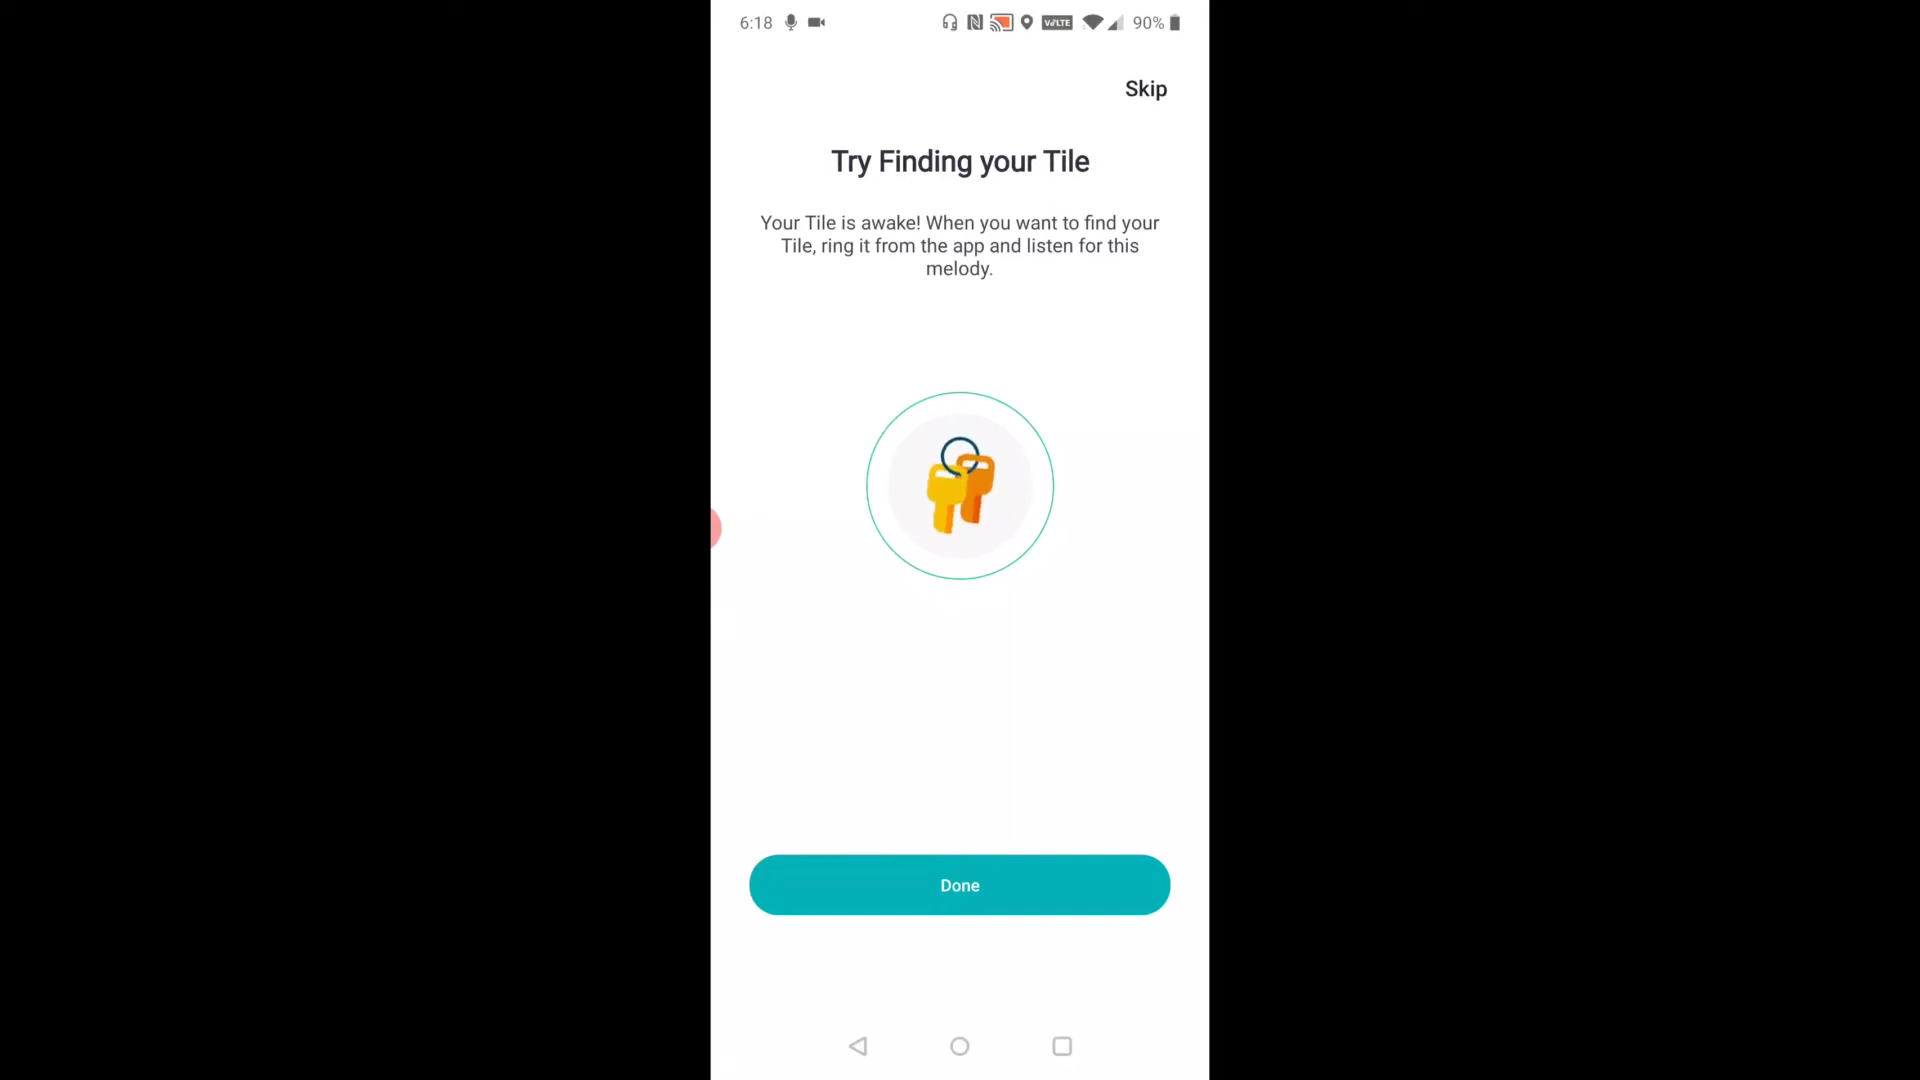 6:18 VoLTE 90%
Skip
Try Finding your Tile
Your Tile is awake! When you want to find your
Tile, ring it from the app and listen for this
melody.
Done